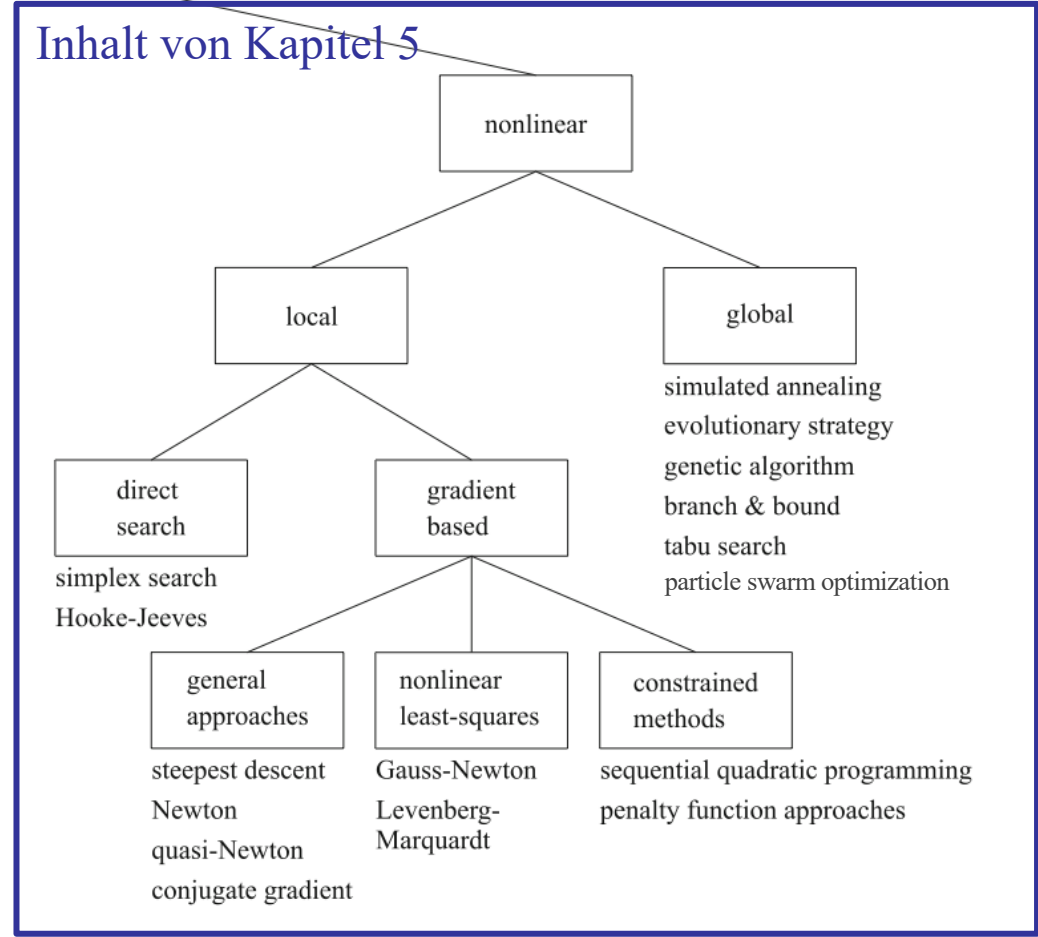 Inhalt von Kapitel 5
nonlinear
local
global
simulated annealing
evolutionary strategy
genetic algorithm
branch & bound
tabu search
particle swarm optimization
direct
search
simplex search
Hooke-Jeeves
gradient
based
general
approaches
steepest descent
Newton
quasi-Newton
conjugate gradient
nonlinear
least-squares
Gauss-Newton
Levenberg-
Marquardt
constrained
methods
sequential quadratic programming
penalty function approaches